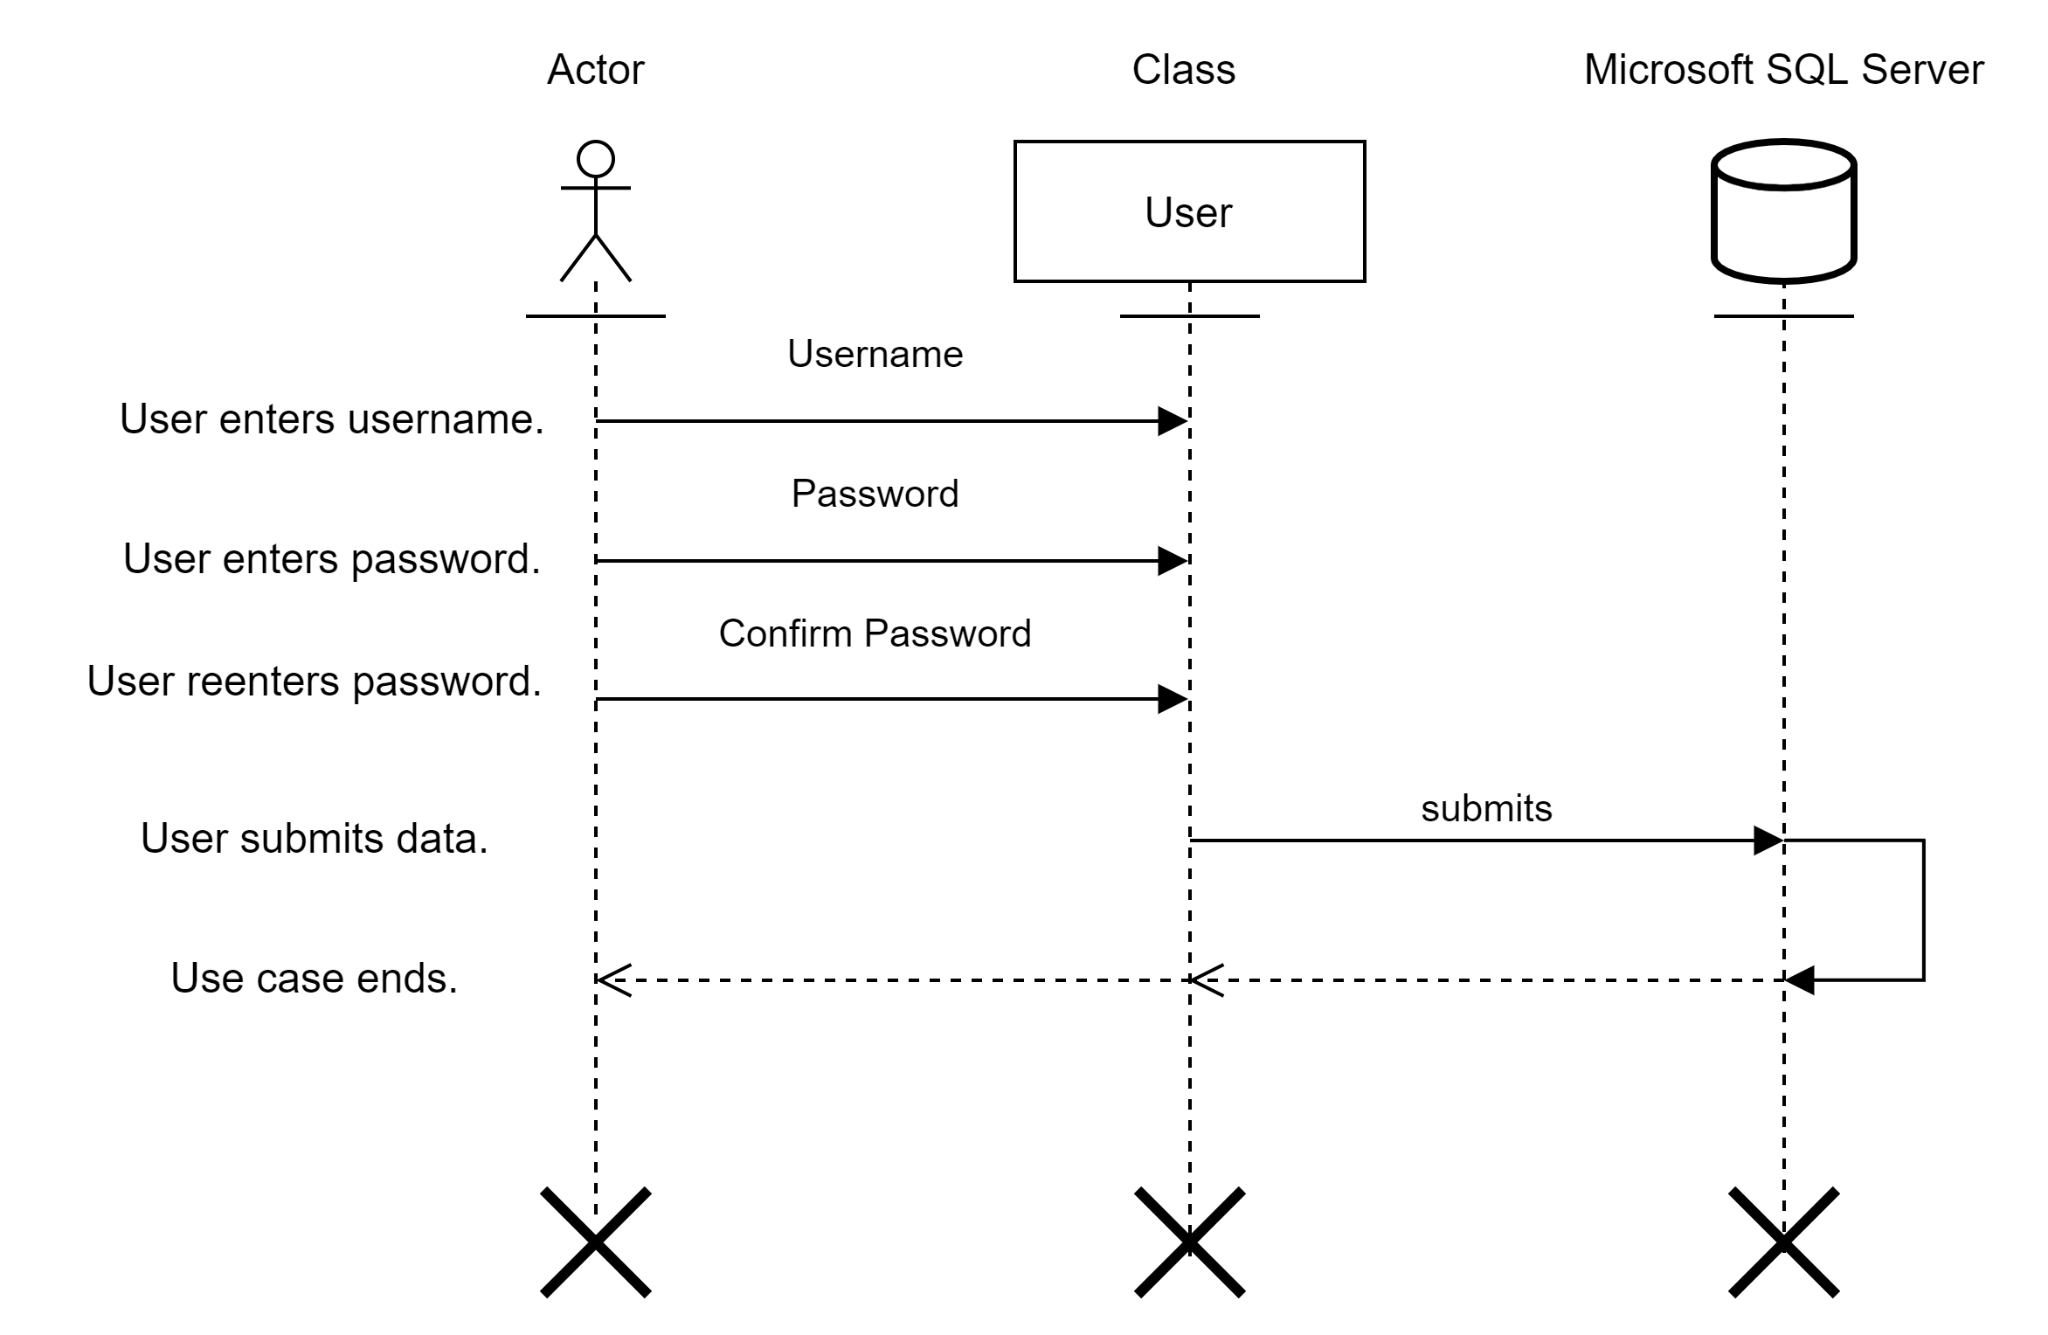 Actor
Class
Microsoft SQL Server
User
Username
User enters username.
Password
User enters password.
Confirm Password
User reenters password.
submits
User submits data.
Use case ends.